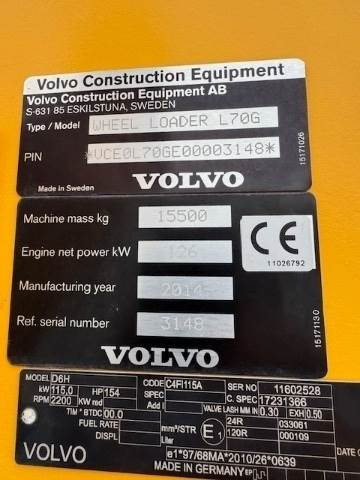 Volvo Construction Equipment
Volvo Construction Equipment AB
S-631 85 ESKILSTUNA, SWEDEN
Type / Model WHEEL LOADER L70G
PIN *VCE0L70GE00003148*
Made in Sweden VOLVO
15171026
Machine mass kg 15500
Engine net power kW 126
Manufacturing year 2014
Ref. serial number 3148
VOLVO
CE
11026792
15171130
MODEL D6H CODE C4FI115A SER NO 11602528
kW 115,0 HP 154 SPEC C. SPEC 17231366
RPM 2200 KW red Add I VALVE LASH MM IN 0.30 EXH 0.50
TIM ° BTDC 00.0 mm³/STR E1 24R 033061
FUEL RATE 120R 000109
DISPL
VOLVO e1*97/68MA*2010/26*0639
MADE IN GERMANY